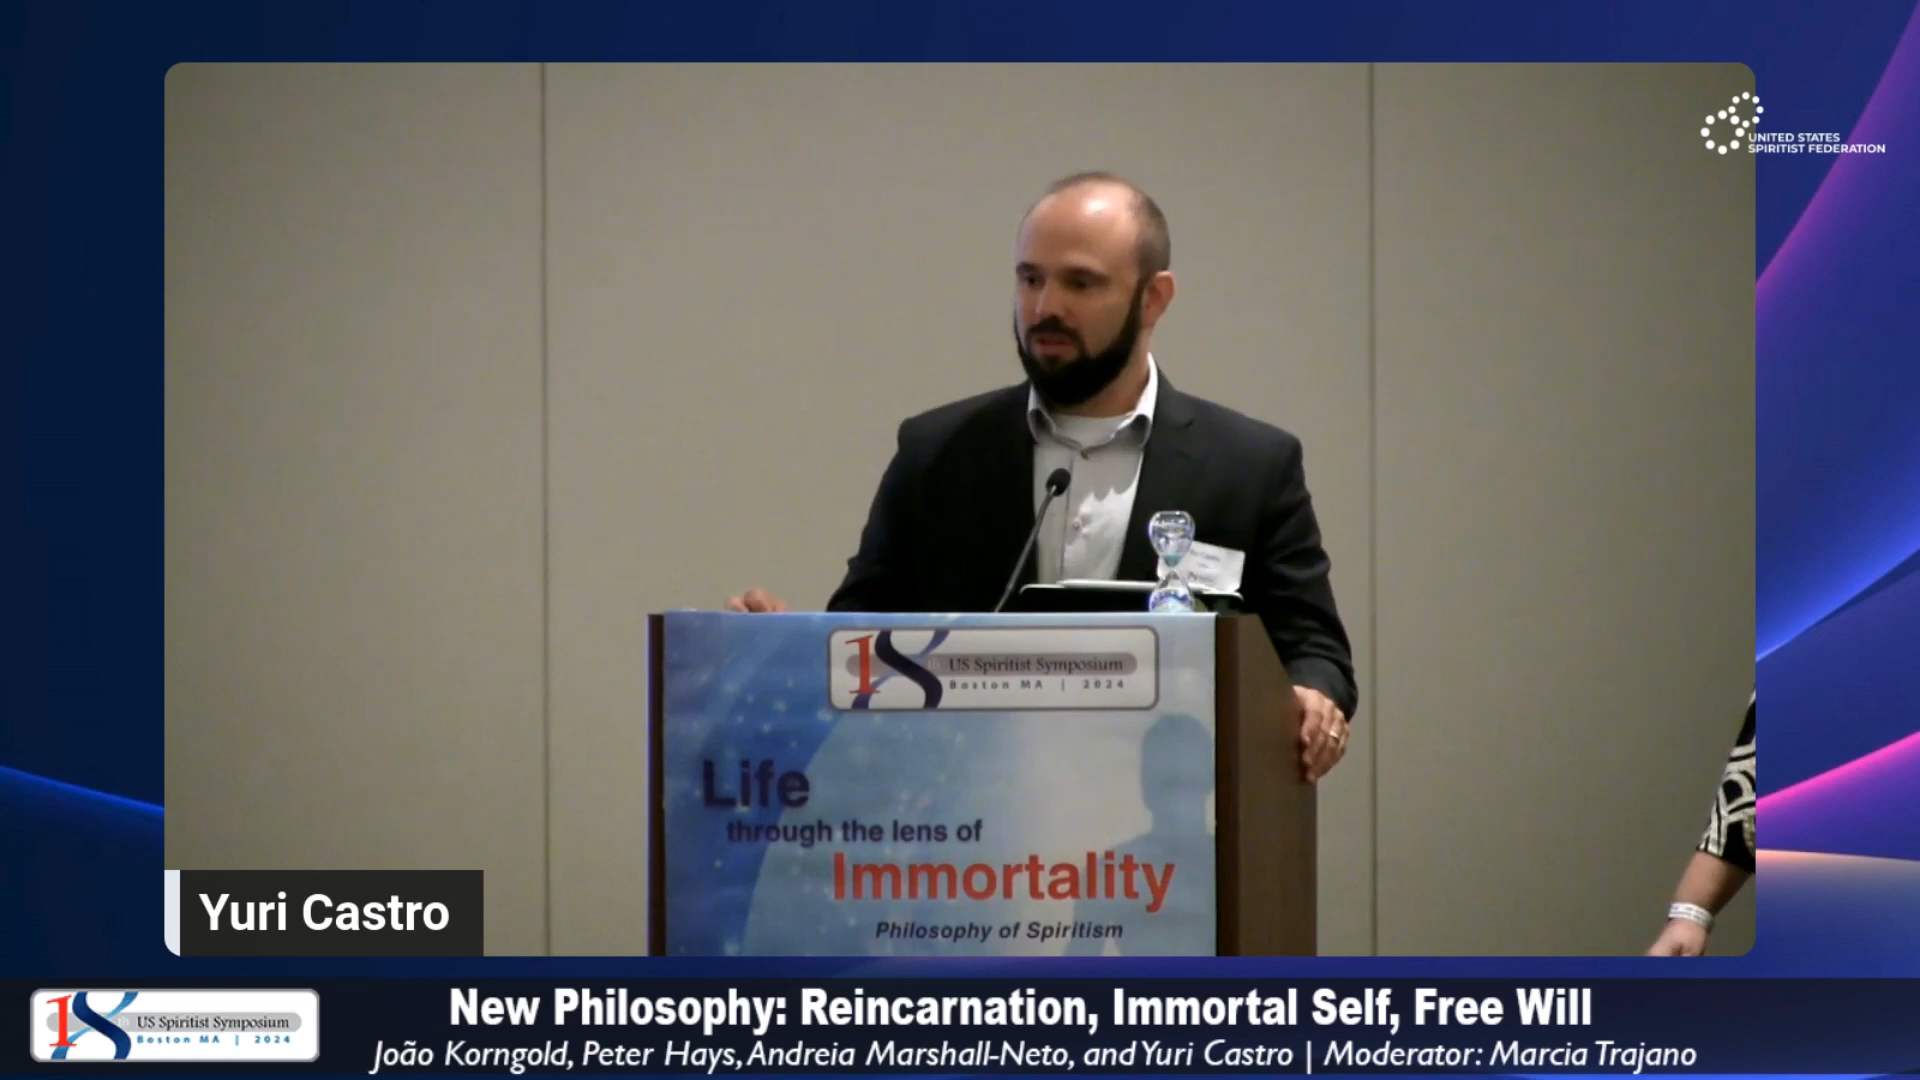 UNITED STATES
SPIRITIST FEDERATION
18th US Spiritist Symposium
Boston MA | 2024
Life
through the lens of
Immortality
Philosophy of Spiritism
Yuri Castro
18th US Spiritist Symposium
Boston MA | 2024
New Philosophy: Reincarnation, Immortal Self, Free Will
João Korngold, Peter Hays, Andreia Marshall-Neto, and Yuri Castro | Moderator: Marcia Trajano